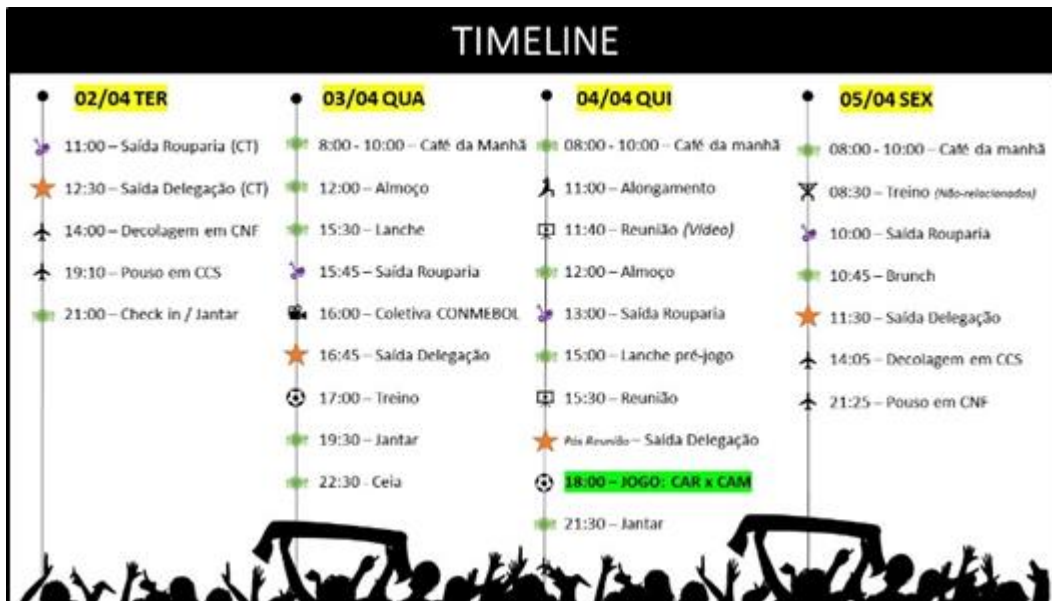 TIMELINE
02/04 TER
11:00 – Saída Rouparia (CT)
12:30 – Saída Delegação (CT)
14:00 – Decolagem em CNF
19:10 – Pouso em CCS
21:00 – Check in / Jantar
03/04 QUA
8:00 - 10:00 – Café da Manhã
12:00 – Almoço
15:30 – Lanche
15:45 – Saída Rouparia
16:00 – Coletiva CONMEBOL
16:45 – Saída Delegação
17:00 – Treino
19:30 – Jantar
22:30 - Ceia
04/04 QUI
08:00 - 10:00 – Café da manhã
11:00 – Alongamento
11:40 – Reunião (Vídeo)
12:00 – Almoço
13:00 – Saída Rouparia
15:00 – Lanche pré-jogo
15:30 – Reunião
Pós Reunião – Saída Delegação
18:00 – JOGO: CAR x CAM
21:30 – Jantar
05/04 SEX
08:00 - 10:00 – Café da manhã
08:30 – Treino (Não-relacionados)
10:00 – Saída Rouparia
10:45 – Brunch
11:30 – Saída Delegação
14:05 – Decolagem em CCS
21:25 – Pouso em CNF